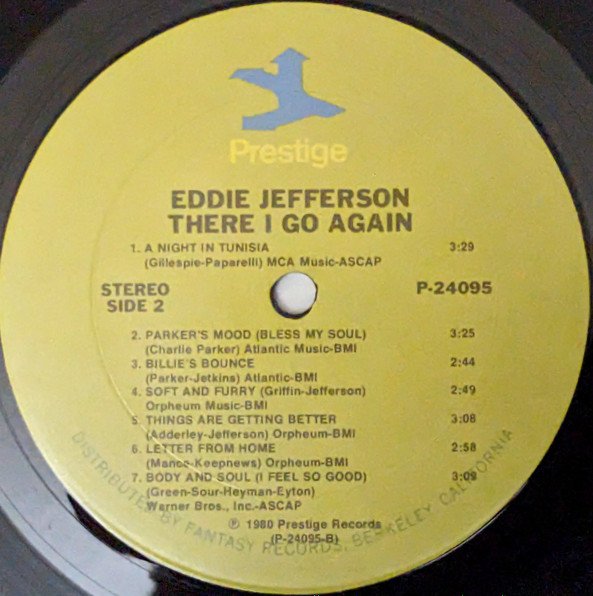 Prestige
EDDIE JEFFERSON
THERE I GO AGAIN
1. A NIGHT IN TUNISIA 3:29
(Gillespie-Paparelli) MCA Music-ASCAP
STEREO P-24095
SIDE 2
2. PARKER'S MOOD (BLESS MY SOUL) 3:25
(Charlie Parker) Atlantic Music-BMI
3. BILLIE'S BOUNCE 2:44
(Parker-Jetkins) Atlantic-BMI
4. SOFT AND FURRY (Griffin-Jefferson) 2:49
Orpheum Music-BMI
5. THINGS ARE GETTING BETTER 3:08
(Adderley-Jefferson) Orpheum-BMI
6. LETTER FROM HOME 2:58
(Mance-Keepnews) Orpheum-BMI
7. BODY AND SOUL (I FEEL SO GOOD) 3:09
(Green-Sour-Heyman-Eyton)
Warner Bros., Inc-ASCAP
℗ 1980 Prestige Records
(P-24095-B)
DISTRIBUTED BY FANTASY RECORDS, BERKELEY, CALIFORNIA